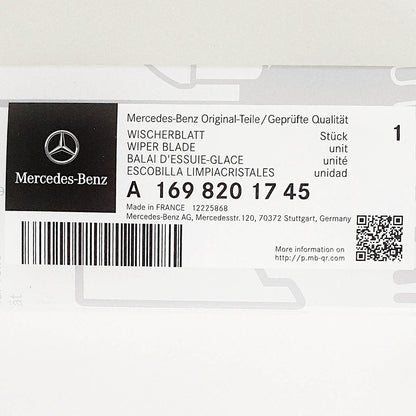 Mercedes-Benz Original-Teile/Geprüfte Qualität
WISCHERBLATT Stück 1
WIPER BLADE unit
BALAI D'ESSUIE-GLACE unité
ESCOBILLA LIMPIACRISTALES unidad
Mercedes-Benz
A 169 820 17 45
Made in FRANCE 12225868
Mercedes-Benz AG, Mercedesstr.120, 70372 Stuttgart, Germany
More information on
http://p.mb-qr.com